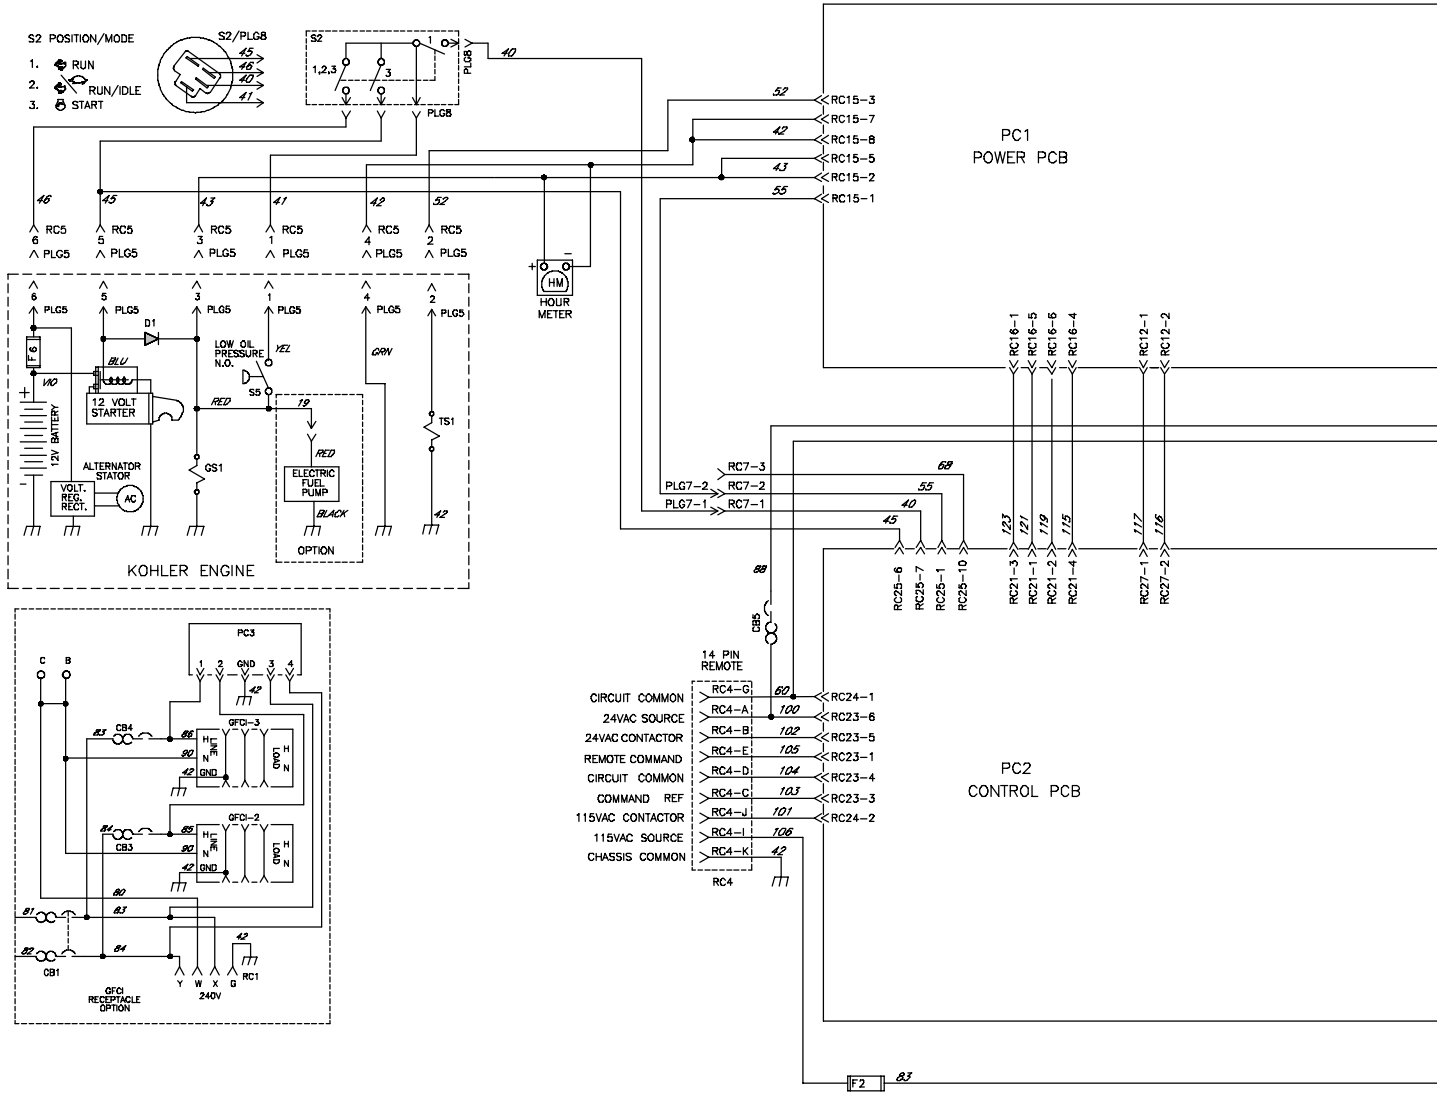 S2 POSITION/MODE
1. RUN
2. RUN/IDLE
3. START
S2/PLG8
45
46
40
41
S2
1,2,3
3
1
PLG8
PLG8
40
52
RC15-3
RC15-7
42
RC15-8
RC15-5
43
RC15-2
55
RC15-1
PC1
POWER PCB
46
45
43
41
42
52
RC5
RC5
RC5
RC5
RC5
RC5
6
5
3
1
4
2
PLG5
PLG5
PLG5
PLG5
PLG5
PLG5
6
5
3
1
4
2
PLG5
PLG5
PLG5
PLG5
PLG5
PLG5
+
-
HM
HOUR
METER
D1
F6
VIO
BLU
LOW OIL
PRESSURE
N.O.
YEL
GRN
S5
+
12V BATTERY
-
12 VOLT
STARTER
RED
19
TS1
RED
ALTERNATOR
STATOR
GS1
VOLT.
REG.
RECT.
AC
ELECTRIC
FUEL
PUMP
BLACK
42
OPTION
KOHLER ENGINE
RC16-1
RC16-5
RC16-6
RC16-4
RC12-1
RC12-2
RC7-3
68
PLG7-2
RC7-2
55
PLG7-1
RC7-1
40
45
123
121
119
115
117
116
RC25-6
RC25-7
RC25-1
RC25-10
RC21-3
RC21-1
RC21-2
RC21-4
RC27-1
RC27-2
88
CB5
PC3
1
2
GND
3
4
C
B
42
83
CB4
86
GFCI-3
H
LINE
N
90
42
GND
H
LOAD
N
84
CB3
85
GFCI-2
H
LINE
N
90
42
GND
H
LOAD
N
80
81
83
82
84
42
CB1
RC1
Y
W
X
G
240V
GFCI
RECEPTACLE
OPTION
14 PIN
REMOTE
CIRCUIT COMMON RC4-G 60 RC24-1
24VAC SOURCE RC4-A 100 RC23-6
24VAC CONTACTOR RC4-B 102 RC23-5
REMOTE COMMAND RC4-E 105 RC23-1
CIRCUIT COMMON RC4-D 104 RC23-4
COMMAND REF RC4-C 103 RC23-3
115VAC CONTACTOR RC4-J 101 RC24-2
115VAC SOURCE RC4-I 106
CHASSIS COMMON RC4-K 42
RC4
PC2
CONTROL PCB
F2
83